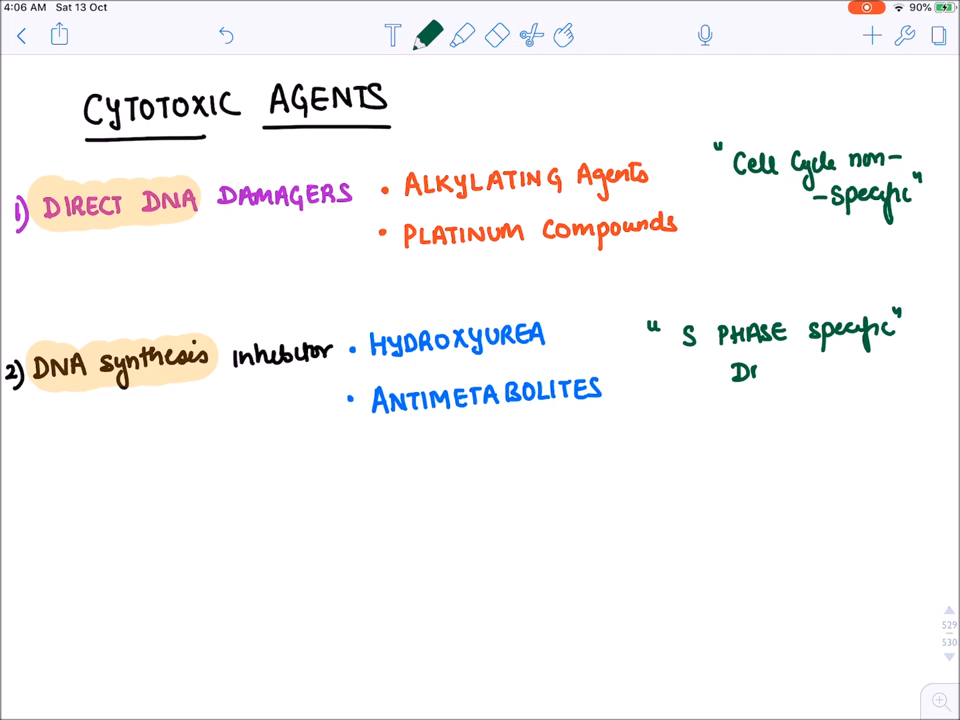 4:06 AM Sat 13 Oct 90%
T
CYTOTOXIC AGENTS
1) DIRECT DNA DAMAGERS • ALKYLATING Agents "Cell Cycle non-
• PLATINUM Compounds -Specific"
2) DNA synthesis Inhibitor • HYDROXYUREA "S PHASE specific"
• ANTIMETABOLITES Dr
529
530